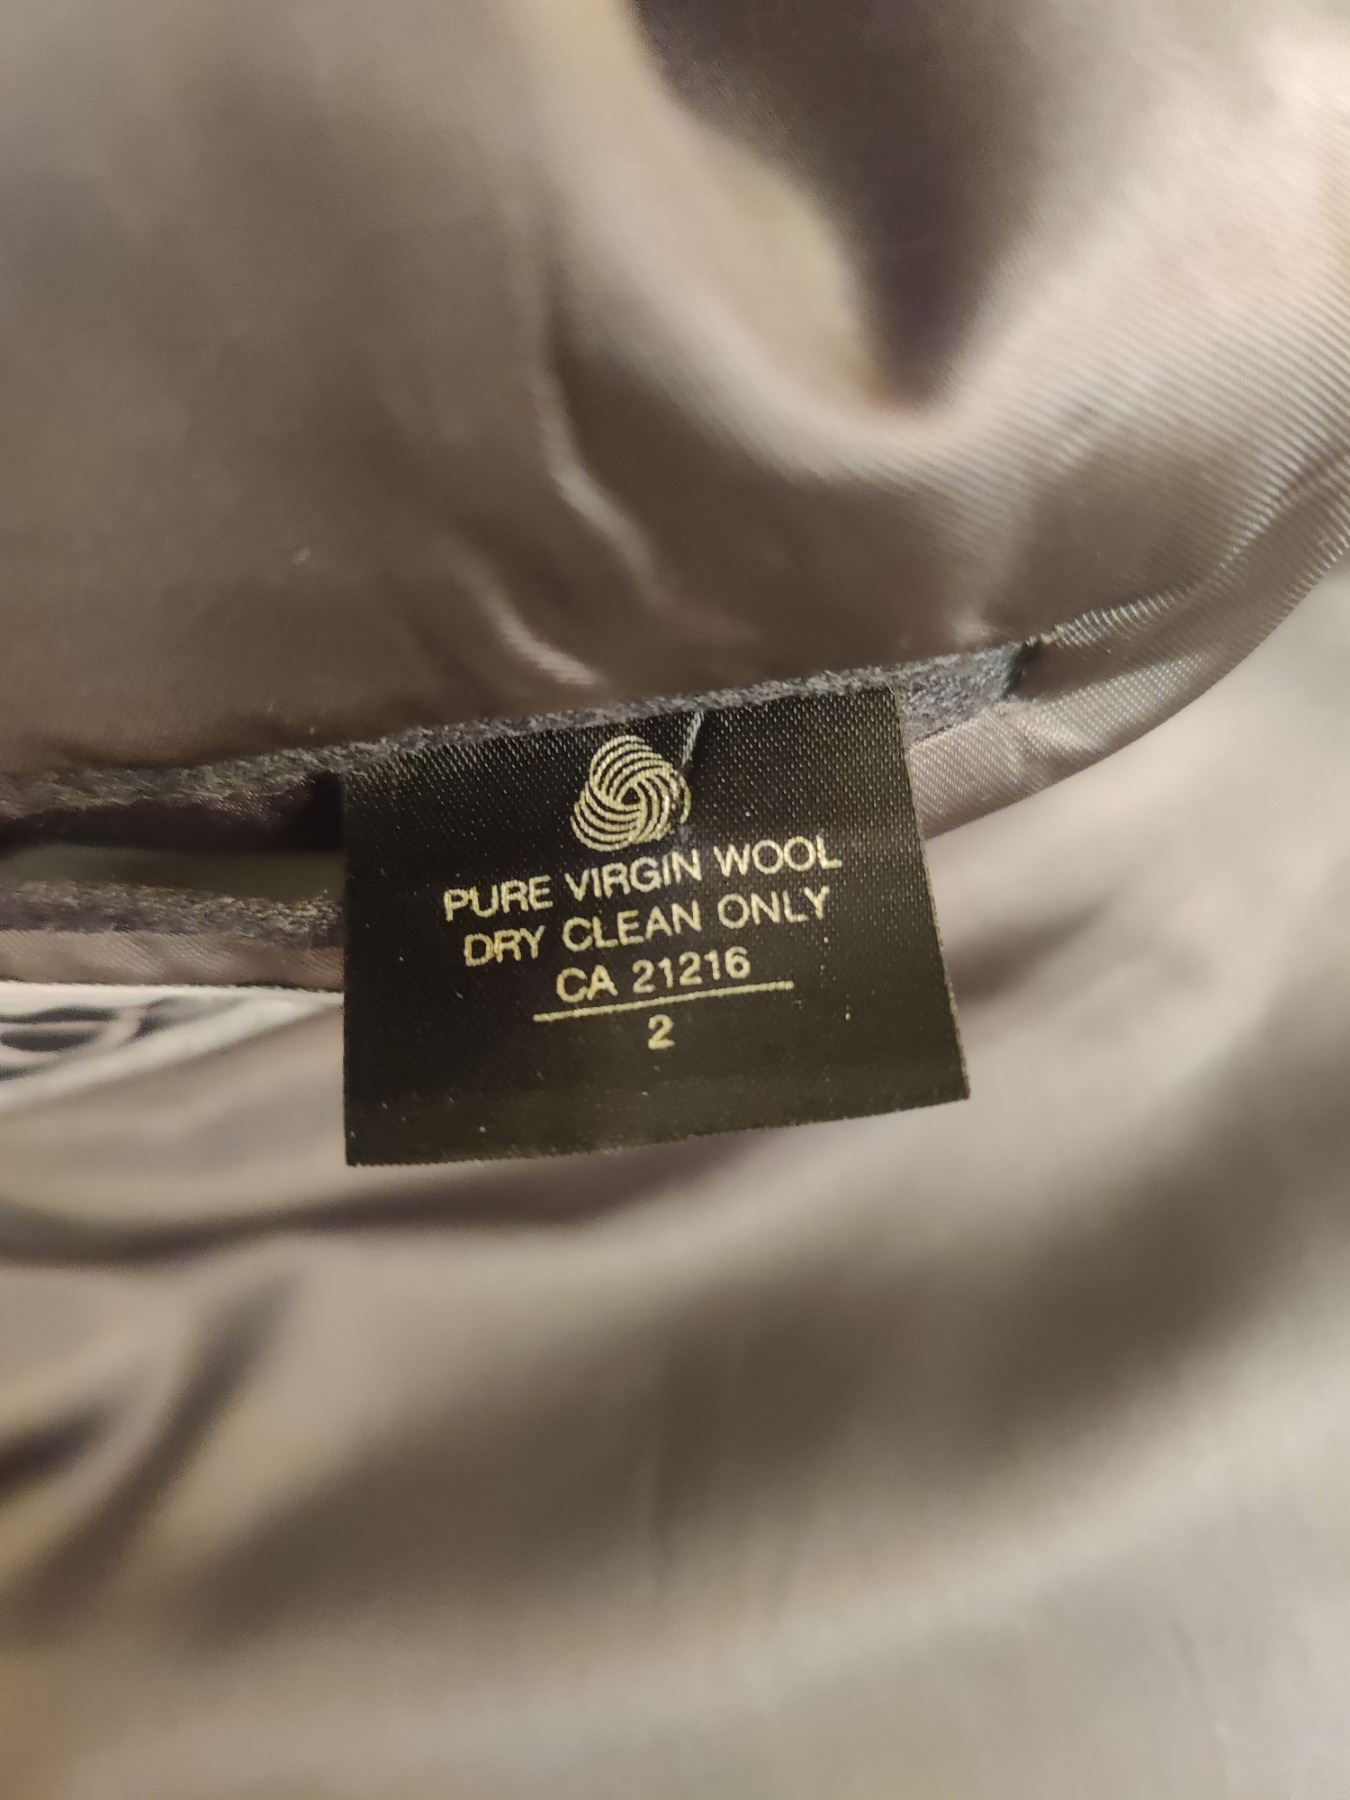 PURE VIRGIN WOOL
DRY CLEAN ONLY
CA 21216
2